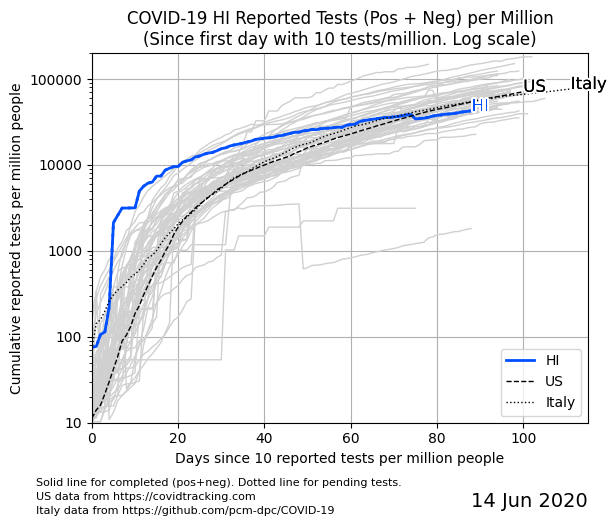 COVID-19 HI Reported Tests (Pos + Neg) per Million
(Since first day with 10 tests/million. Log scale)
Cumulative reported tests per million people
100000
10000
1000
100
10
US
Italy
HI
HI
US
Italy
0
20
40
60
80
100
Days since 10 reported tests per million people
Solid line for completed (pos+neg). Dotted line for pending tests.
US data from https://covidtracking.com
Italy data from https://github.com/pcm-dpc/COVID-19
14 Jun 2020